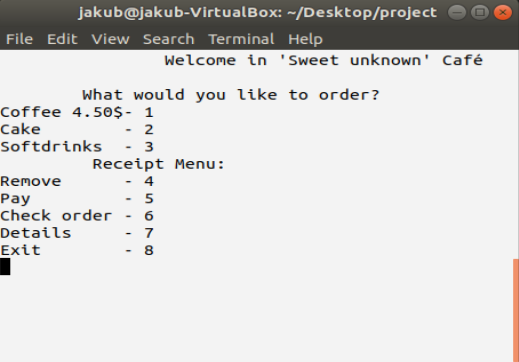 jakub@jakub-VirtualBox: ~/Desktop/project
File Edit View Search Terminal Help
Welcome in 'Sweet unknown' Café
What would you like to order?
Coffee 4.50$- 1
Cake - 2
Softdrinks - 3
Receipt Menu:
Remove - 4
Pay - 5
Check order - 6
Details - 7
Exit - 8